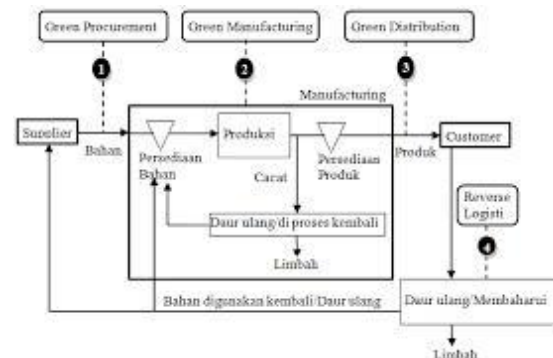 Green Procurement
Green Manufacturing
Green Distribution
1
2
3
Manufacturing
Supplier
Bahan
Persediaan
Bahan
Produksi
Cacat
Persediaan
Produk
Produk
Customer
Daur ulang/di proses kembali
Limbah
Reverse
Logisti
4
Bahan digunakan kembali/Daur ulang
Daur ulang/Membaharui
Limbah